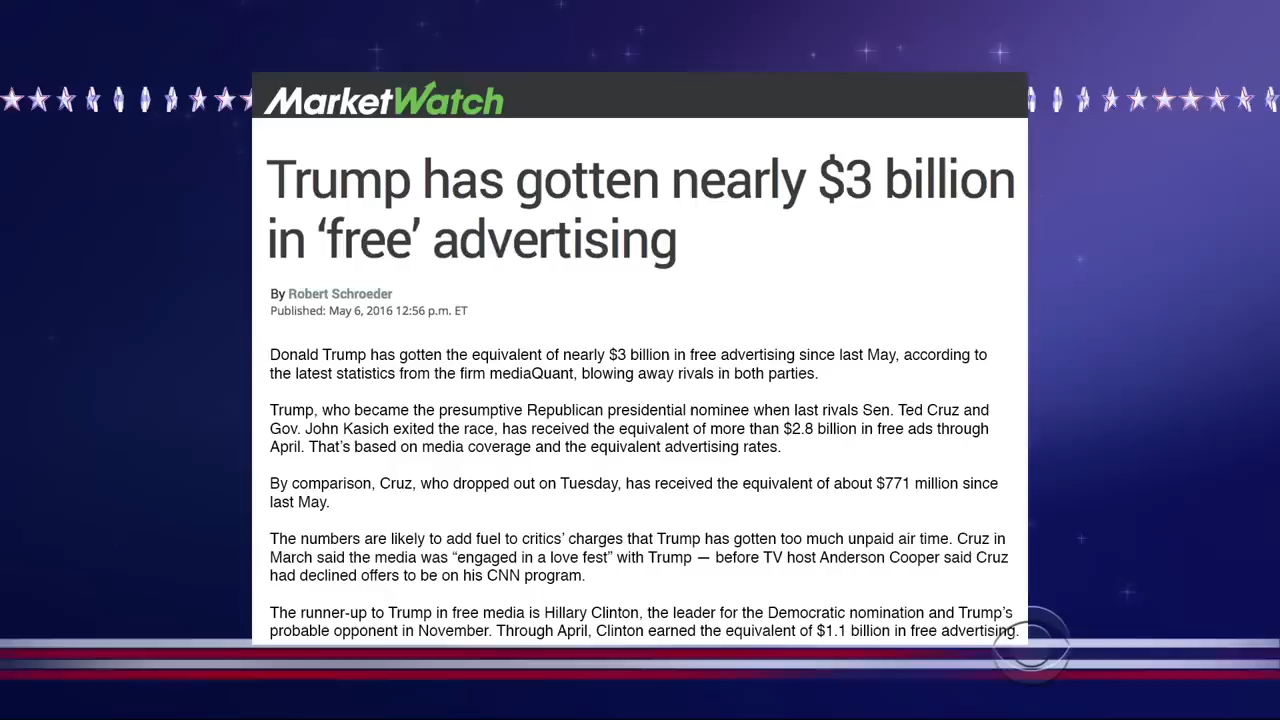 MarketWatch
Trump has gotten nearly $3 billion
in ‘free’ advertising
By Robert Schroeder
Published: May 6, 2016 12:56 p.m. ET
Donald Trump has gotten the equivalent of nearly $3 billion in free advertising since last May, according to
the latest statistics from the firm mediaQuant, blowing away rivals in both parties.
Trump, who became the presumptive Republican presidential nominee when last rivals Sen. Ted Cruz and
Gov. John Kasich exited the race, has received the equivalent of more than $2.8 billion in free ads through
April. That’s based on media coverage and the equivalent advertising rates.
By comparison, Cruz, who dropped out on Tuesday, has received the equivalent of about $771 million since
last May.
The numbers are likely to add fuel to critics’ charges that Trump has gotten too much unpaid air time. Cruz in
March said the media was “engaged in a love fest” with Trump — before TV host Anderson Cooper said Cruz
had declined offers to be on his CNN program.
The runner-up to Trump in free media is Hillary Clinton, the leader for the Democratic nomination and Trump’s
probable opponent in November. Through April, Clinton earned the equivalent of $1.1 billion in free advertising.